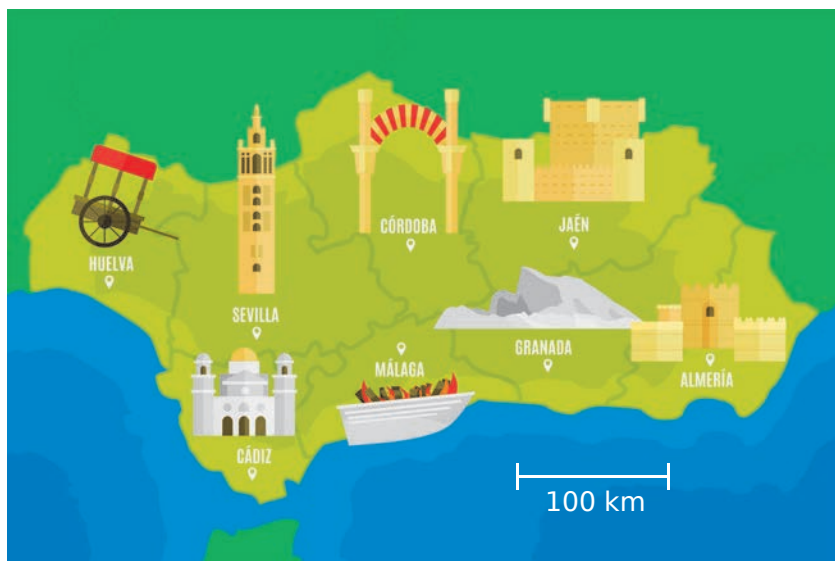 CÓRDOBA
JAÉN
HUELVA
SEVILLA
GRANADA
MÁLAGA
ALMERÍA
CÁDIZ
100 km